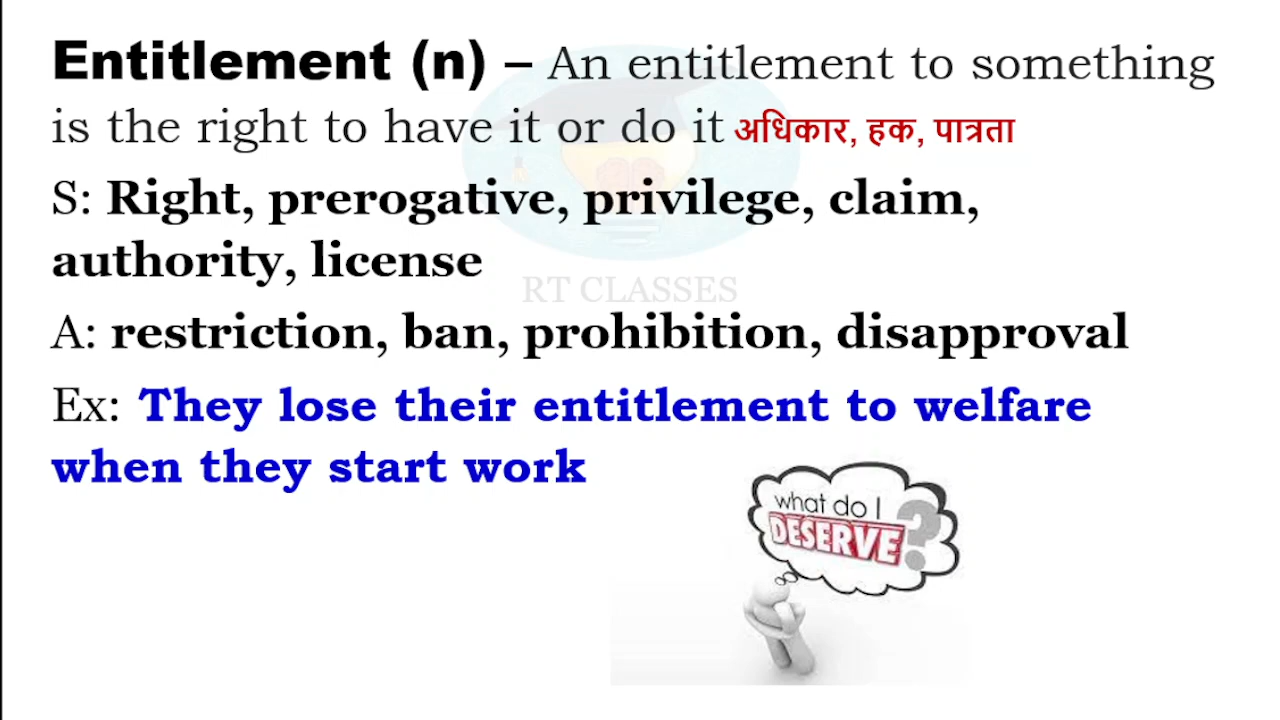 Entitlement (n) – An entitlement to something
is the right to have it or do it अधिकार, हक, पात्रता
S: Right, prerogative, privilege, claim,
authority, license
RT CLASSES
A: restriction, ban, prohibition, disapproval
Ex: They lose their entitlement to welfare
when they start work
what do I
DESERVE?